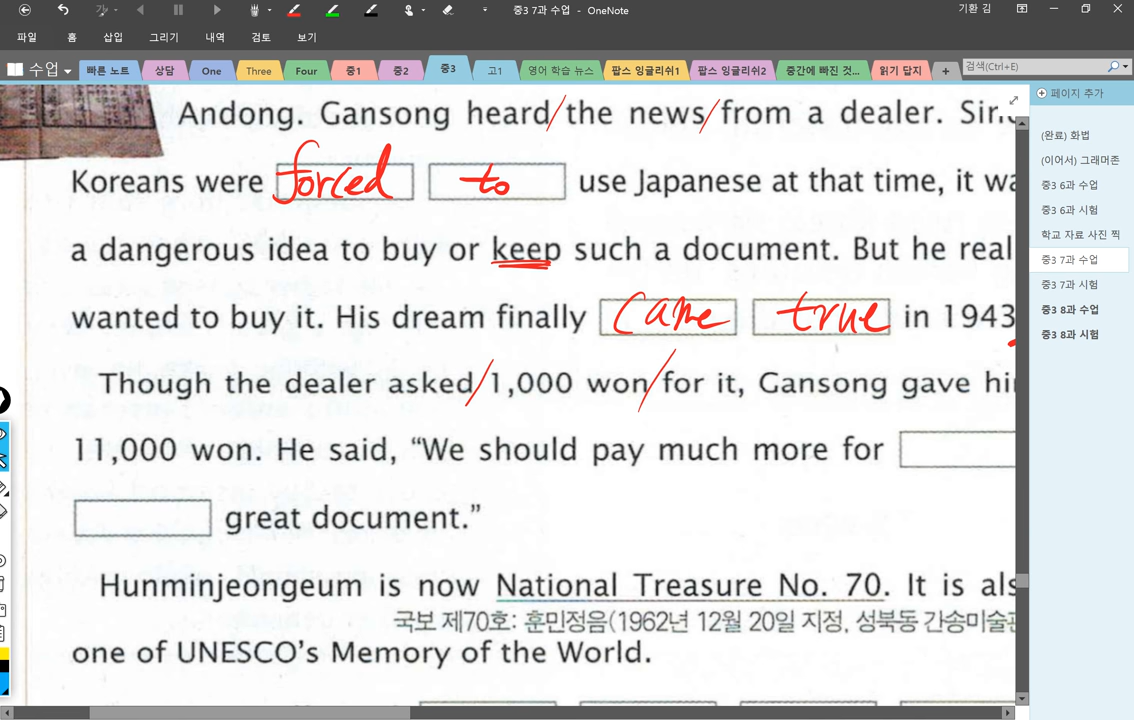 중3 7과 수업 - OneNote
기환 김
파일 홈 삽입 그리기 내역 검토 보기
수업 빠른 노트 상담 One Three Four 중1 중2 중3 고1 영어 학습 뉴스 팝스 잉글리쉬1 팝스 잉글리쉬2 중간에 빠진 것... 읽기 답지 + 검색(Ctrl+E)
페이지 추가
(완료) 화법
(이어서) 그래머존
중3 6과 수업
중3 6과 시험
학교 자료 사진 찍
중3 7과 수업
중3 7과 시험
중3 8과 수업
중3 8과 시험
Andong. Gansong heard/the news/from a dealer. Sinc
Koreans were forced to use Japanese at that time, it wa
a dangerous idea to buy or keep such a document. But he real
wanted to buy it. His dream finally came true in 1943
Though the dealer asked/1,000 won/for it, Gansong gave hi
11,000 won. He said, “We should pay much more for
great document.”
Hunminjeongeum is now National Treasure No. 70. It is als
국보 제70호: 훈민정음(1962년 12월 20일 지정, 성북동 간송미술관
one of UNESCO’s Memory of the World.